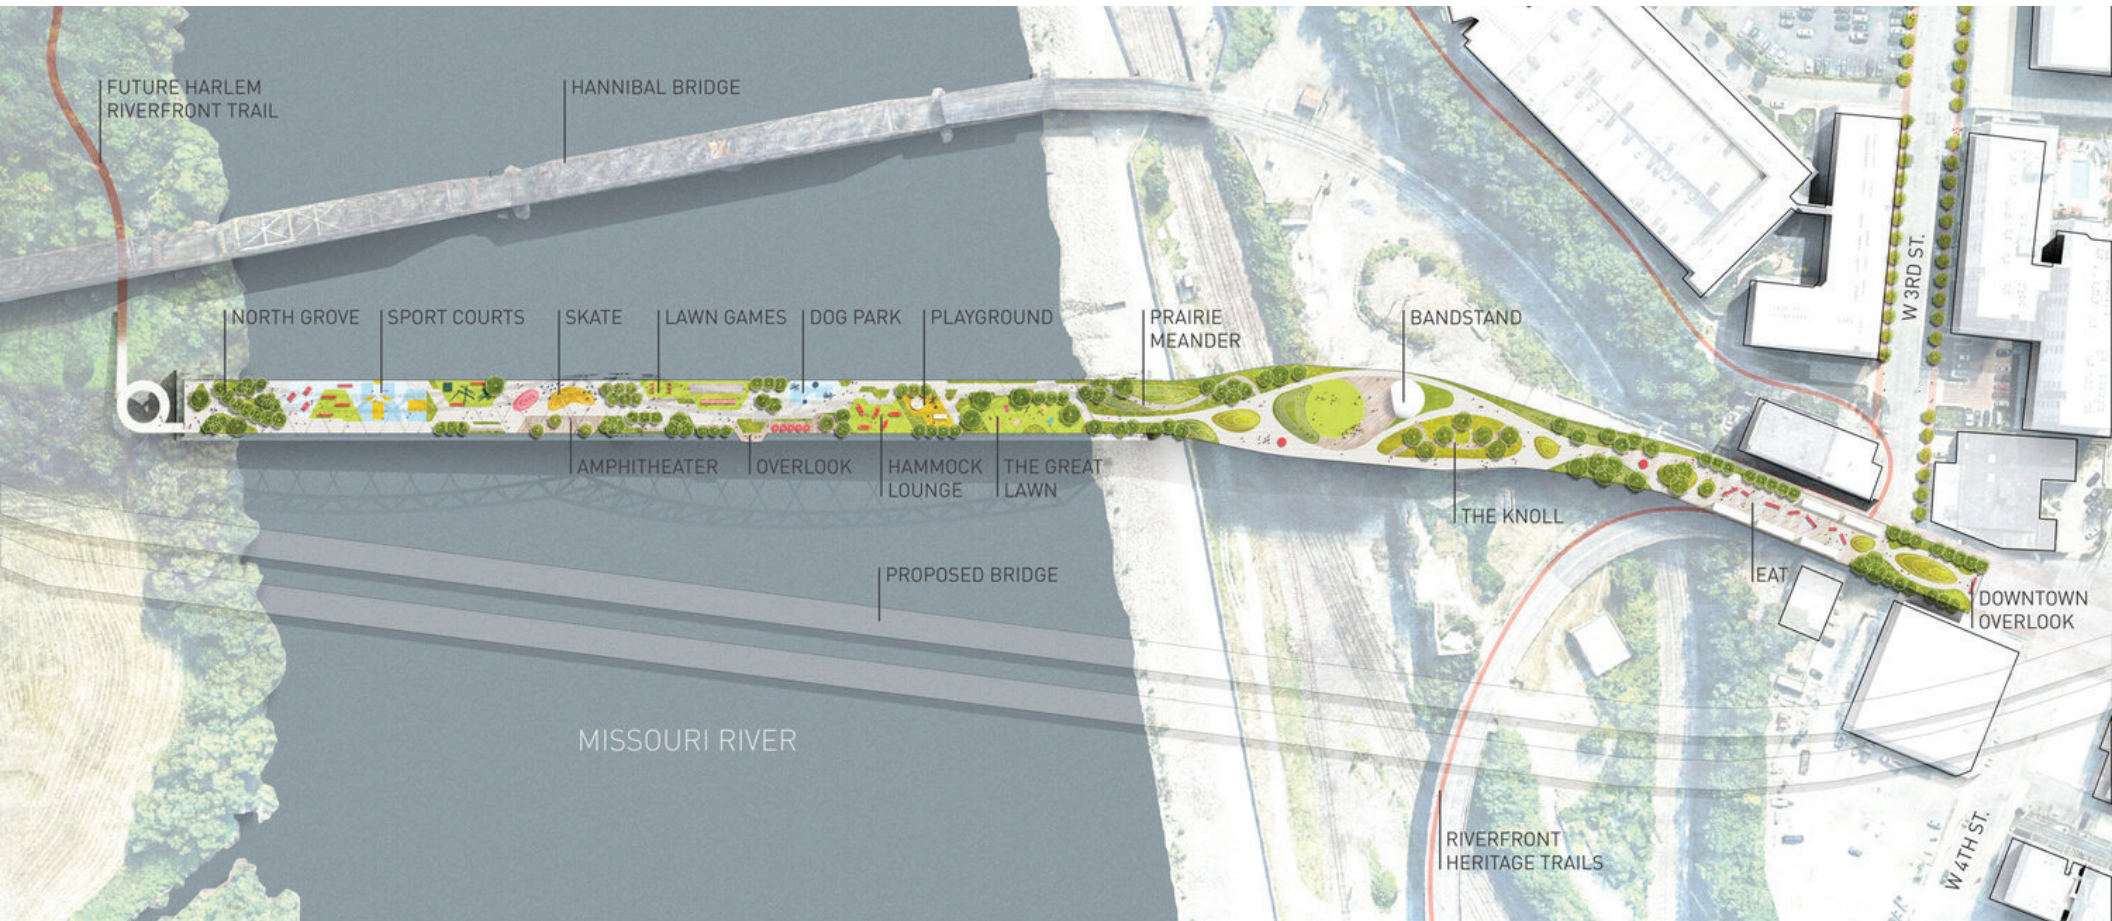 FUTURE HARLEM
RIVERFRONT TRAIL
HANNIBAL BRIDGE
W 3RD ST.
NORTH GROVE
SPORT COURTS
SKATE
LAWN GAMES
DOG PARK
PLAYGROUND
PRAIRIE
MEANDER
BANDSTAND
AMPHITHEATER
OVERLOOK
HAMMOCK
LOUNGE
THE GREAT
LAWN
THE KNOLL
PROPOSED BRIDGE
EAT
DOWNTOWN
OVERLOOK
MISSOURI RIVER
RIVERFRONT
HERITAGE TRAILS
W 4TH ST.